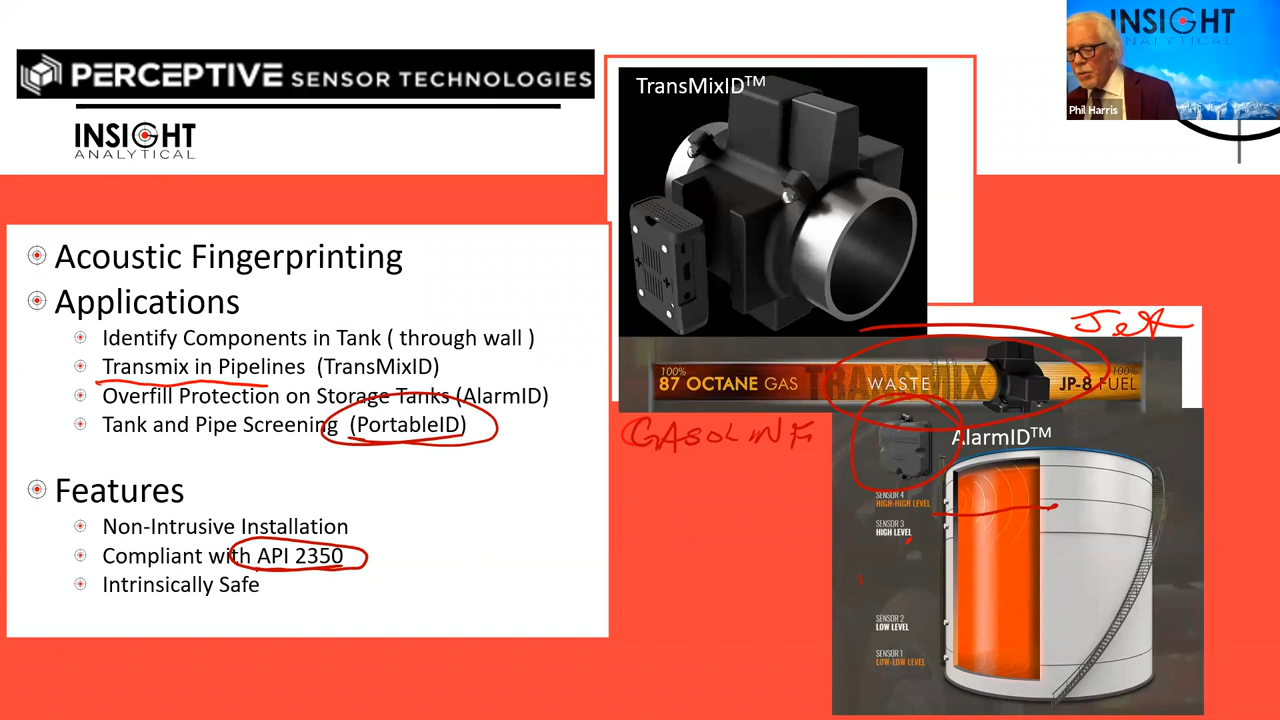 PERCEPTIVE SENSOR TECHNOLOGIES
INSIGHT
ANALYTICAL
Acoustic Fingerprinting
Applications
Identify Components in Tank ( through wall )
Transmix in Pipelines (TransMixID)
Overfill Protection on Storage Tanks (AlarmID)
Tank and Pipe Screening (PortableID)
Features
Non-Intrusive Installation
Compliant with API 2350
Intrinsically Safe
TransMixID™
INSIGHT
ANALYTICAL
Phil Harris
Jet
100%
87 OCTANE GAS
TRANSMIX
WASTE
100%
JP-8 FUEL
GASOLINE
AlarmID™
SENSOR 4
HIGH-HIGH LEVEL
SENSOR 3
HIGH LEVEL
SENSOR 2
LOW LEVEL
SENSOR 1
LOW-LOW LEVEL